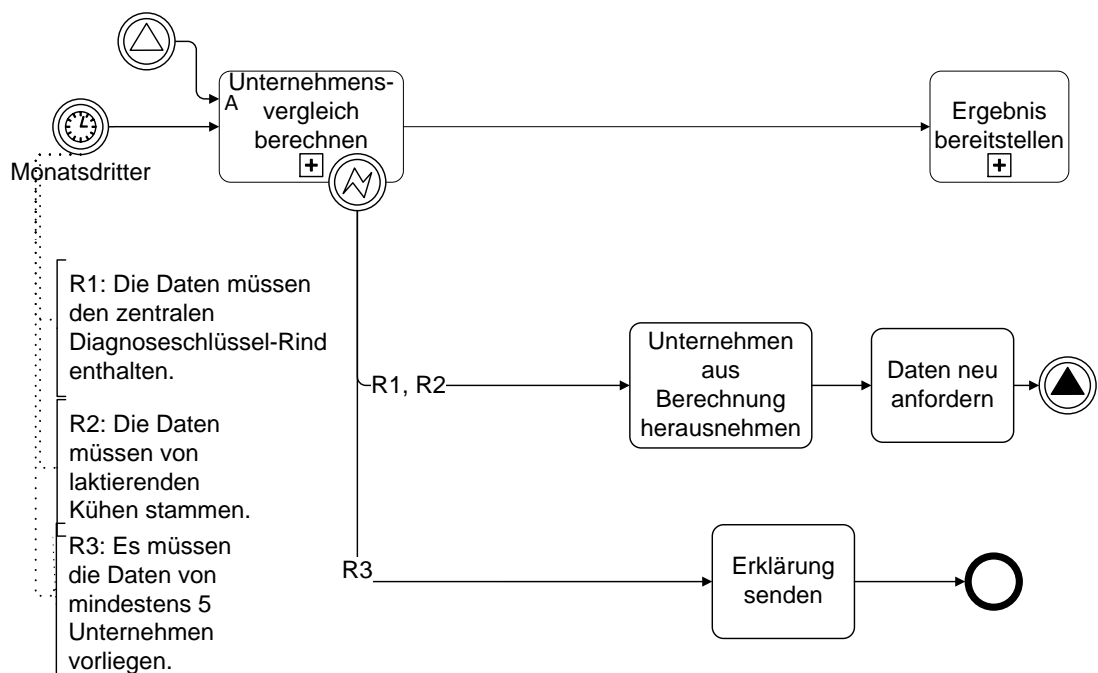 Unternehmens-
A
vergleich
berechnen
Ergebnis
bereitstellen
Monatsdritter
R1: Die Daten müssen
den zentralen
Diagnoseschlüssel-Rind
enthalten.
R1, R2
Unternehmen
aus
Berechnung
herausnehmen
Daten neu
anfordern
R2: Die Daten
müssen von
laktierenden
Kühen stammen.
R3: Es müssen
die Daten von
mindestens 5
Unternehmen
vorliegen.
R3
Erklärung
senden